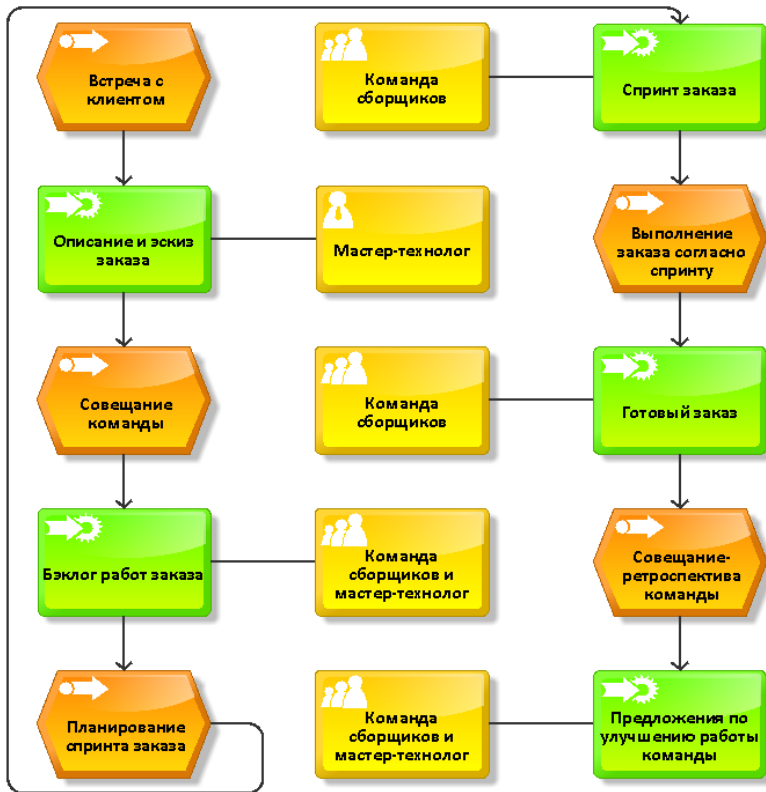 Встреча с
клиентом
Команда
сборщиков
Спринт заказа
Описание и эскиз
заказа
Мастер-технолог
Выполнение
заказа согласно
спринту
Совещание
команды
Команда
сборщиков
Готовый заказ
Бэклог работ заказа
Команда
сборщиков и
мастер-технолог
Совещание-
ретроспектива
команды
Планирование
спринта заказа
Команда
сборщиков и
мастер-технолог
Предложения по
улучшению работы
команды